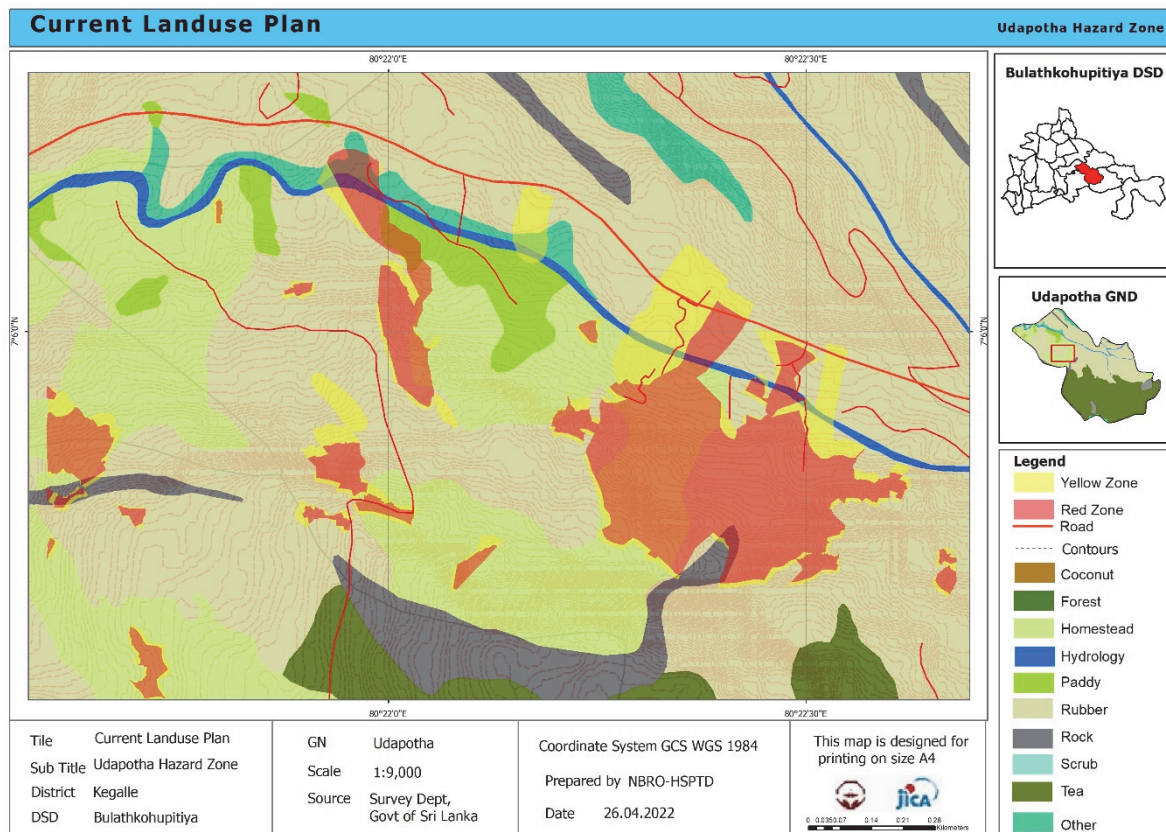 Current Landuse Plan
Udapotha Hazard Zone
80°22'0"E
80°22'30"E
7°6'0"N
7°6'0"N
80°22'0"E
80°22'30"E
Bulathkohupitiya DSD
Udapotha GND
Legend
Yellow Zone
Red Zone
Road
Contours
Coconut
Forest
Homestead
Hydrology
Paddy
Rubber
Rock
Scrub
Tea
Other
Tile Current Landuse Plan
Sub Title Udapotha Hazard Zone
District Kegalle
DSD Bulathkohupitiya
GN Udapotha
Scale 1:9,000
Source Survey Dept,
Govt of Sri Lanka
Coordinate System GCS WGS 1984
Prepared by NBRO-HSPTD
Date 26.04.2022
This map is designed for
printing on size A4
jICA
0 0.0350.07 0.14 0.21 0.28
Kilometers